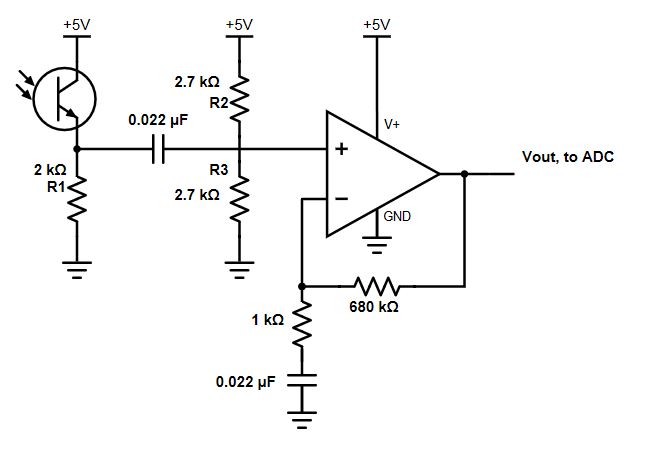 +5V
+5V
+5V
2.7 kΩ
R2
0.022 µF
V+
+
Vout, to ADC
2 kΩ
R1
R3
2.7 kΩ
−
GND
680 kΩ
1 kΩ
0.022 µF